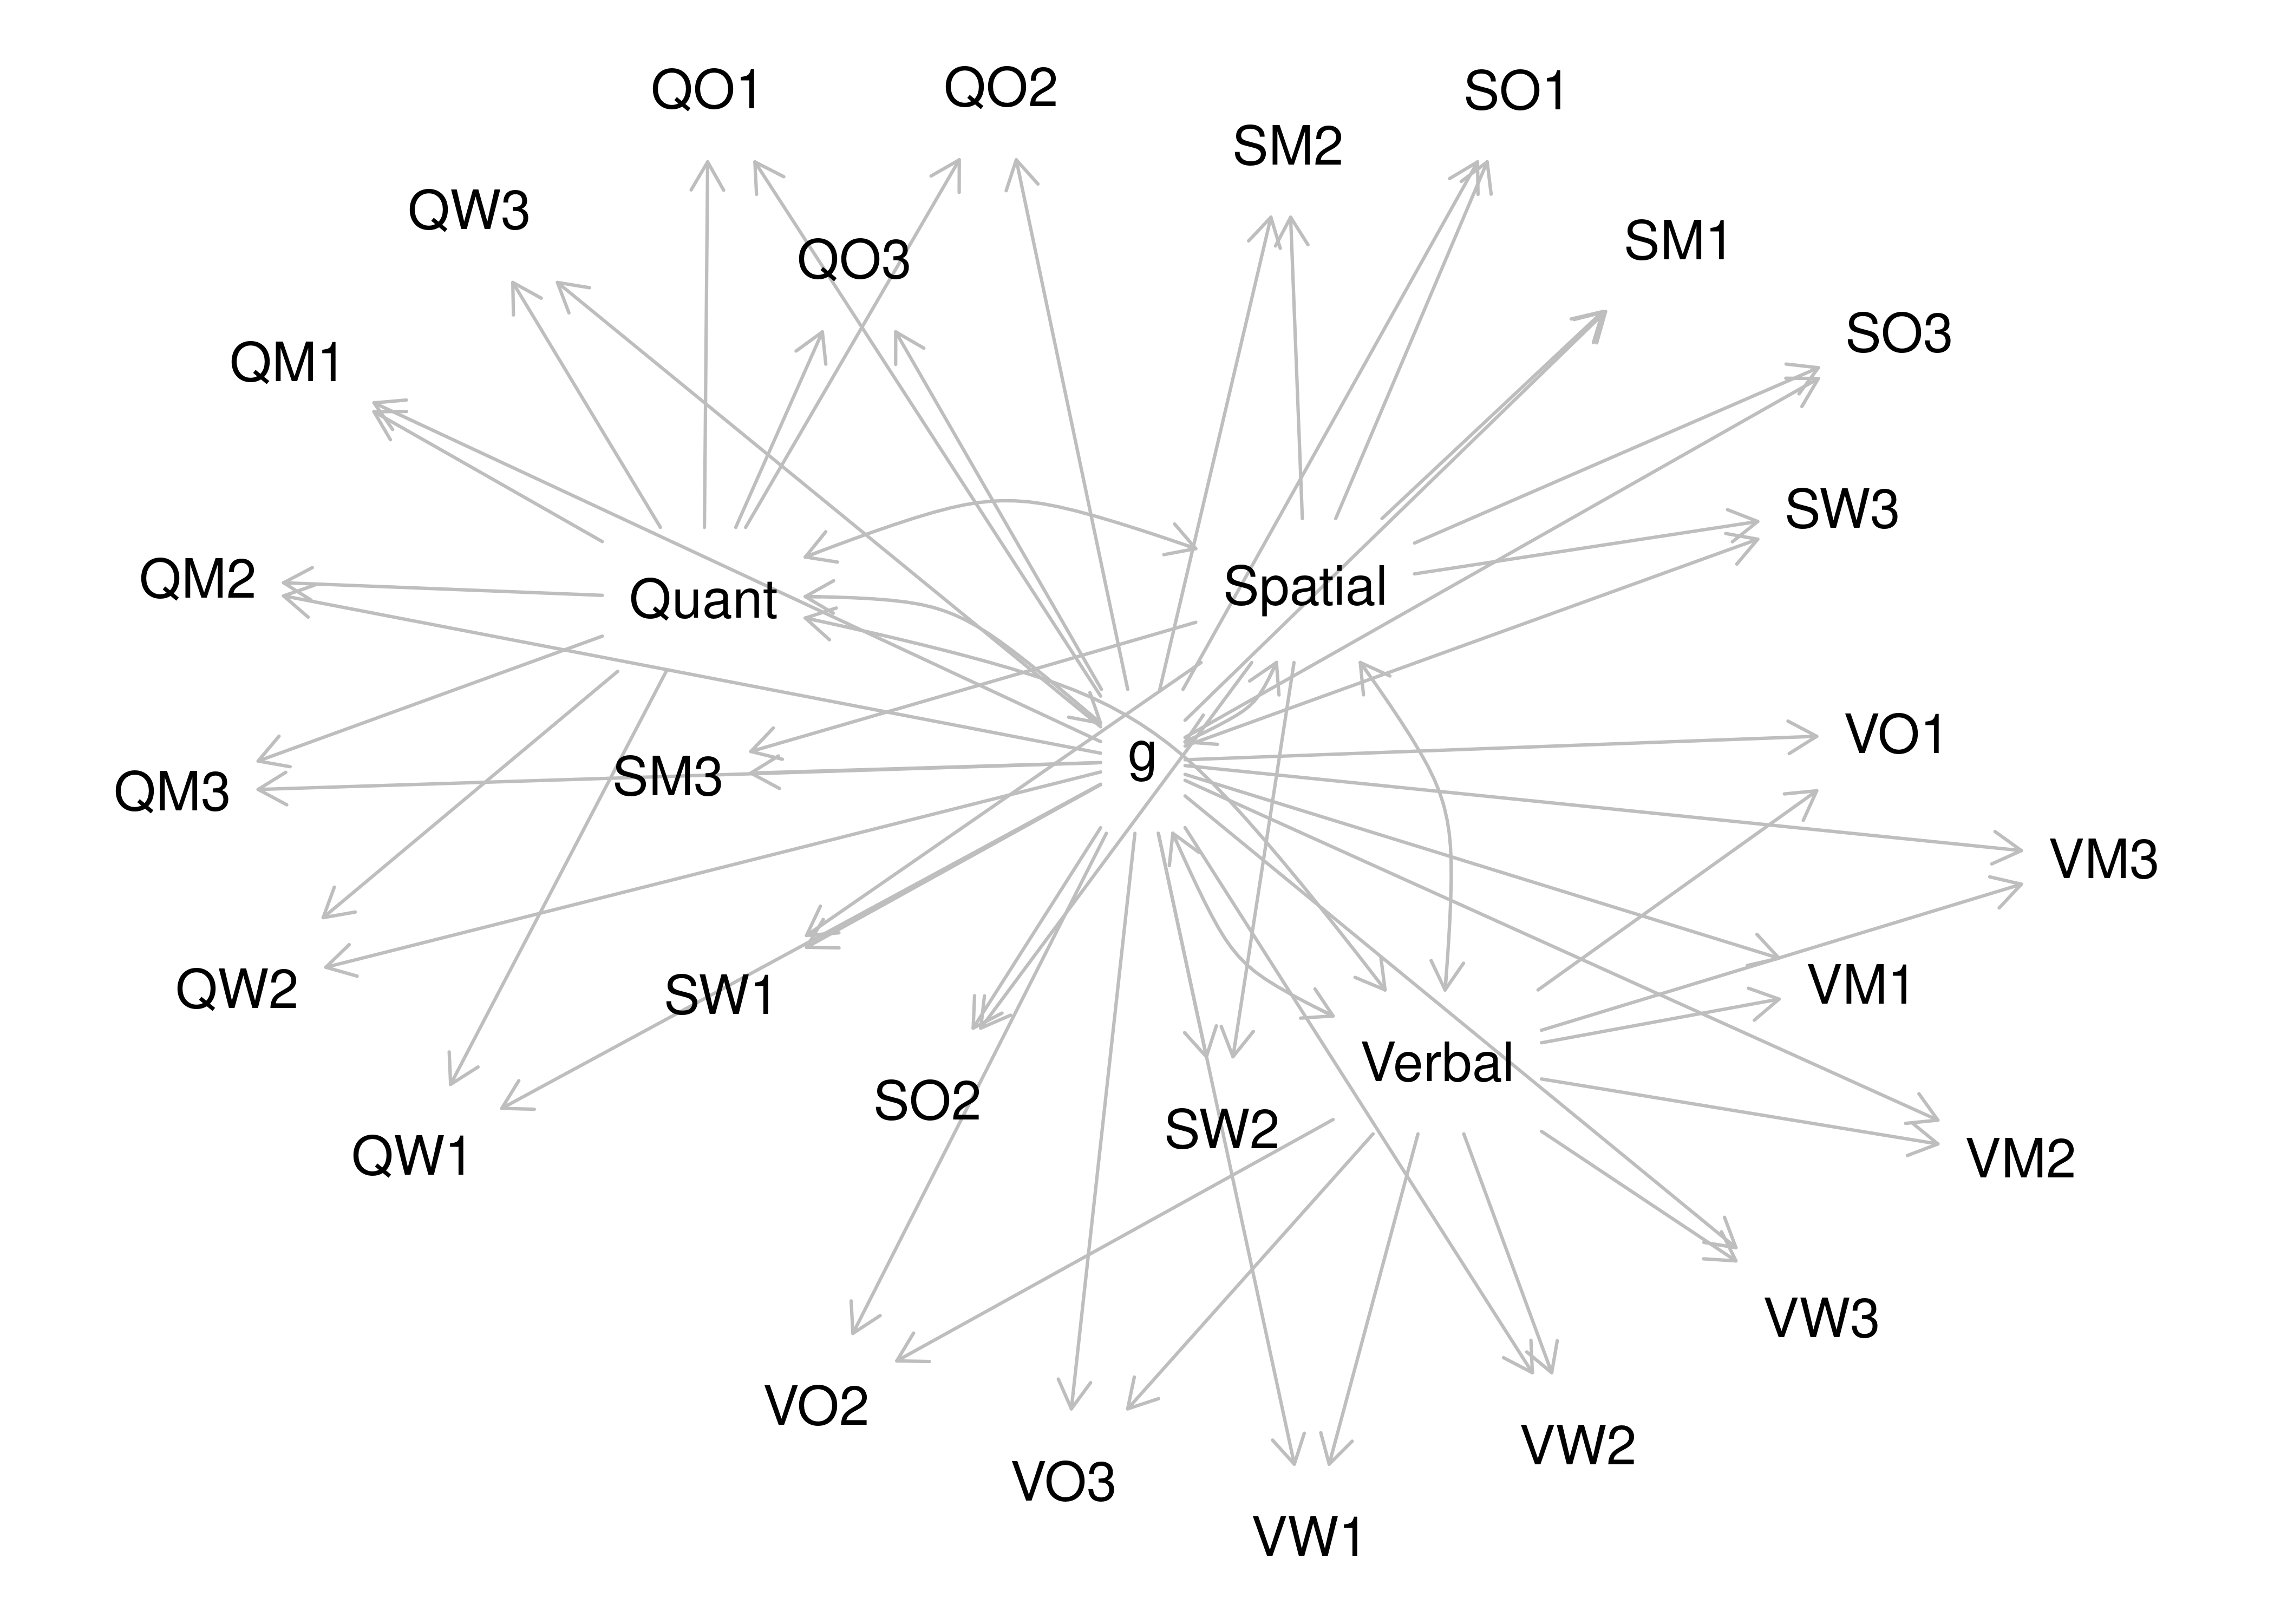 QO1
QO2
SO1
SM2
QW3
SM1
QO3
SO3
QM1
SW3
QM2
Quant
Spatial
VO1
g
SM3
QM3
VM3
QW2
SW1
VM1
Verbal
SO2
SW2
QW1
VM2
VW3
VO2
VW2
VO3
VW1